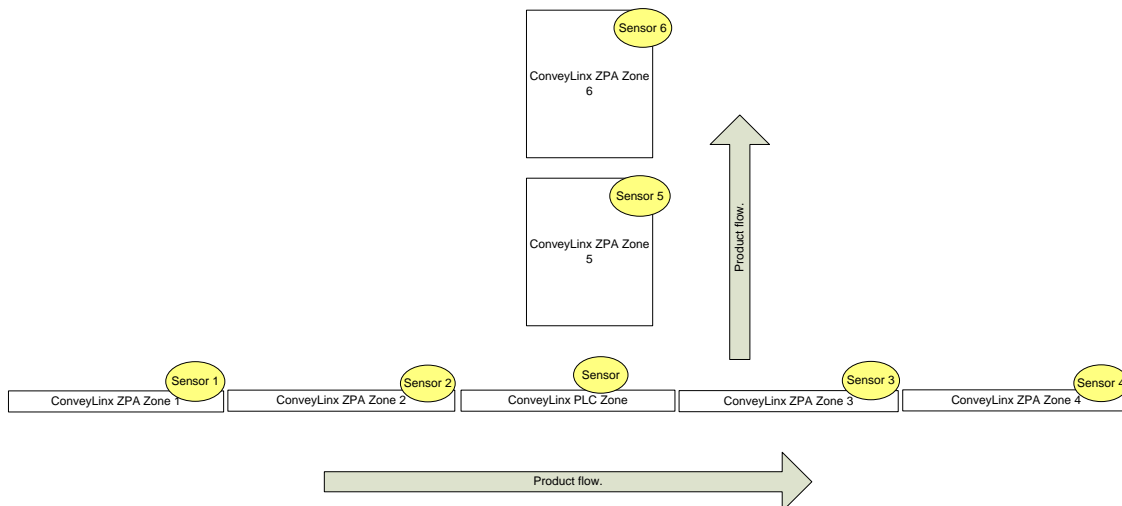 Sensor 6
ConveyLinx ZPA Zone
6
Sensor 5
ConveyLinx ZPA Zone
5
Product flow.
Sensor 1
Sensor 2
Sensor
Sensor 3
Sensor 4
ConveyLinx ZPA Zone 1
ConveyLinx ZPA Zone 2
ConveyLinx PLC Zone
ConveyLinx ZPA Zone 3
ConveyLinx ZPA Zone 4
Product flow.